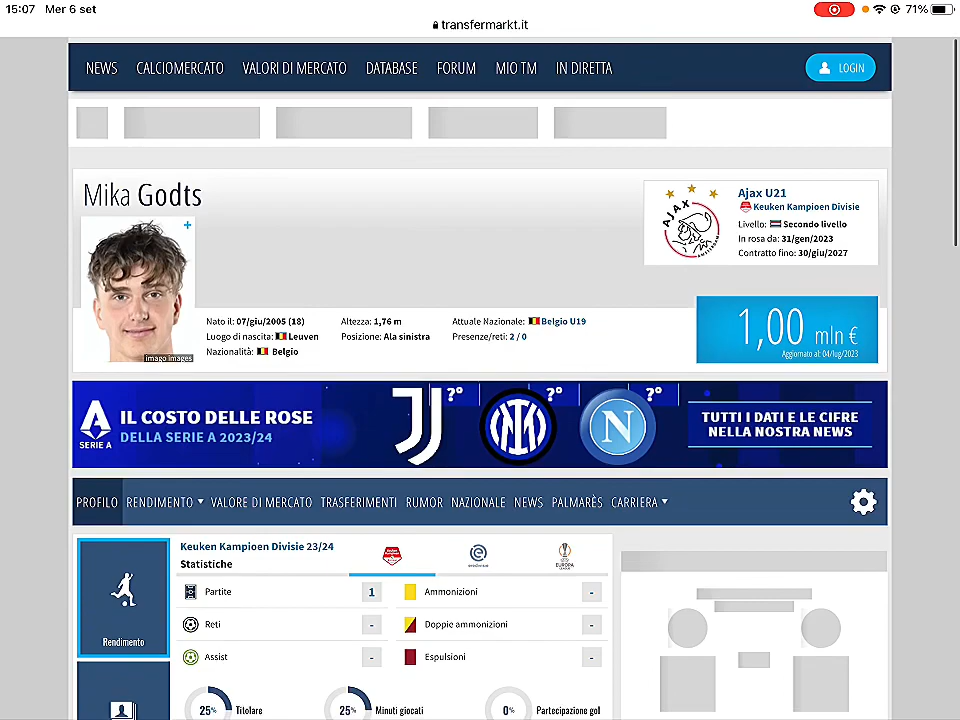 15:07 Mer 6 set
71%
transfermarkt.it
NEWS CALCIOMERCATO VALORI DI MERCATO DATABASE FORUM MIO TM IN DIRETTA LOGIN
Mika Godts
+
imago images
Nato il: 07/giu/2005 (18)
Luogo di nascita: Leuven
Nazionalità: Belgio
Altezza: 1,76 m
Posizione: Ala sinistra
Attuale Nazionale: Belgio U19
Presenze/reti: 2 / 0
AJAX
AMSTERDAM
Ajax U21
Keuken Kampioen Divisie
Livello: Secondo livello
In rosa da: 31/gen/2023
Contratto fino: 30/giu/2027
1,00 mln €
Aggiornato al: 04/lug/2023
SERIE A
IL COSTO DELLE ROSE
DELLA SERIE A 2023/24
?° ?° ?°
N
TUTTI I DATI E LE CIFRE
NELLA NOSTRA NEWS
PROFILO RENDIMENTO VALORE DI MERCATO TRASFERIMENTI RUMOR NAZIONALE NEWS PALMARÈS CARRIERA
Rendimento
Keuken Kampioen Divisie 23/24
Statistiche
EUROPA
Partite 1
Ammonizioni -
Reti -
Doppie ammonizioni -
Assist -
Espulsioni -
25% Titolare
25% Minuti giocati
0% Partecipazione gol